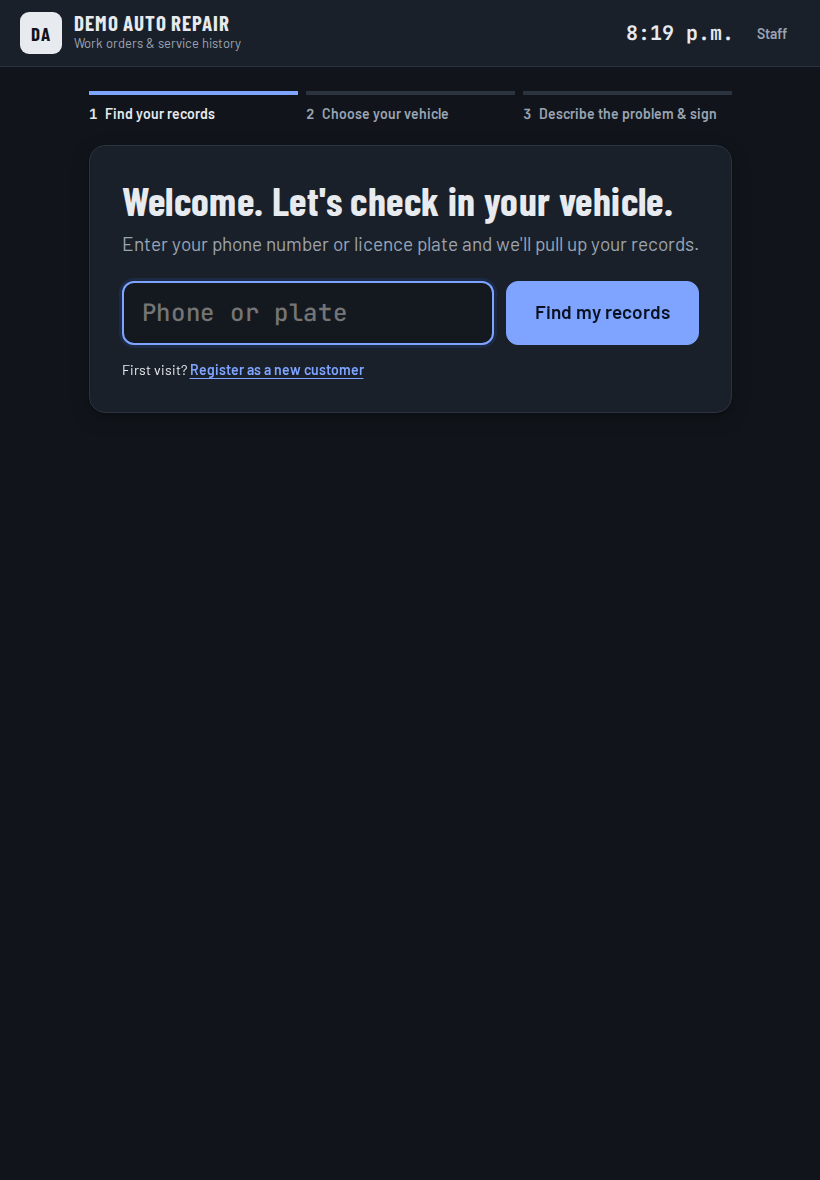 DA
DEMO AUTO REPAIR
Work orders & service history
8:19 p.m.
Staff
1 Find your records
2 Choose your vehicle
3 Describe the problem & sign
Welcome. Let's check in your vehicle.
Enter your phone number or licence plate and we'll pull up your records.
Phone or plate
Find my records
First visit? Register as a new customer